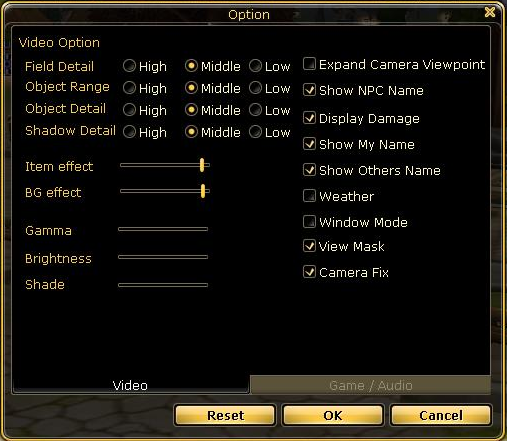 Option
Video Option
Field Detail High Middle Low
Object Range High Middle Low
Object Detail High Middle Low
Shadow Detail High Middle Low
Item effect
BG effect
Gamma
Brightness
Shade
Expand Camera Viewpoint
Show NPC Name
Display Damage
Show My Name
Show Others Name
Weather
Window Mode
View Mask
Camera Fix
Video Game / Audio
Reset OK Cancel